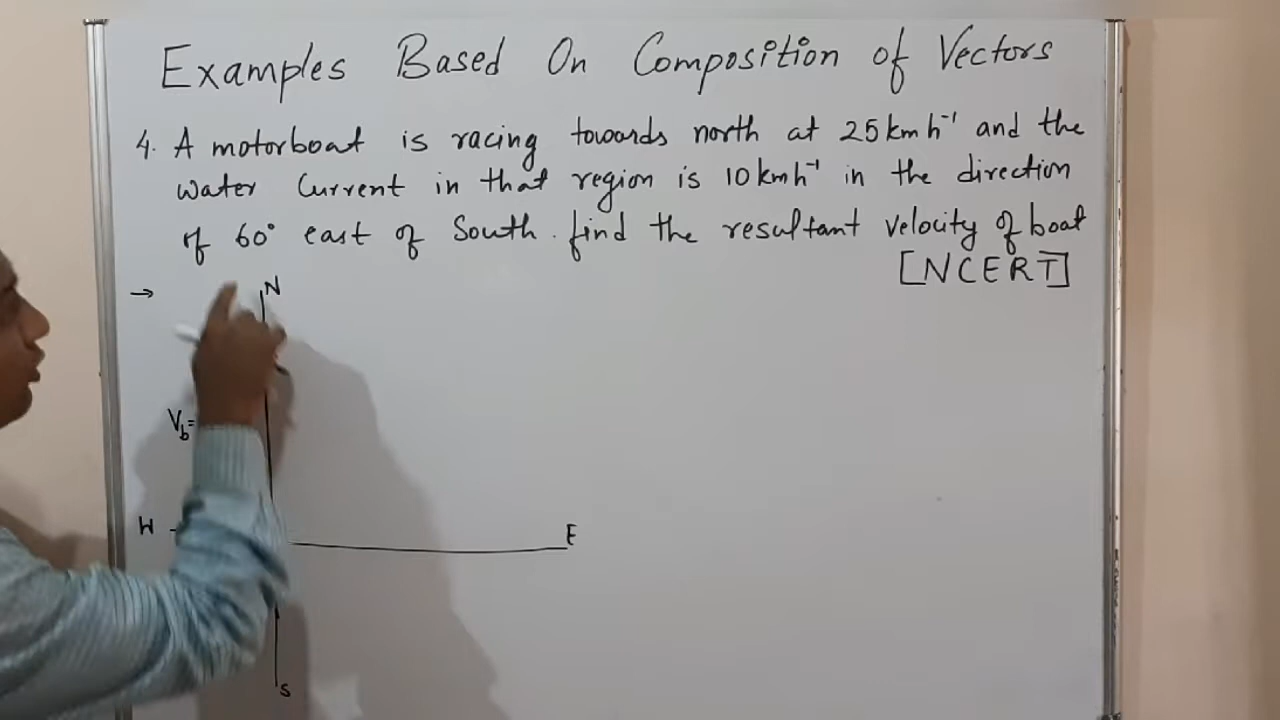 Examples Based On Composition of Vectors
4. A motorboat is racing towards north at 25 km h⁻¹ and the
water current in that region is 10 km h⁻¹ in the direction
of 60° east of South. find the resultant velocity of boat
[NCERT]
→
N
V_b=
W
E
S